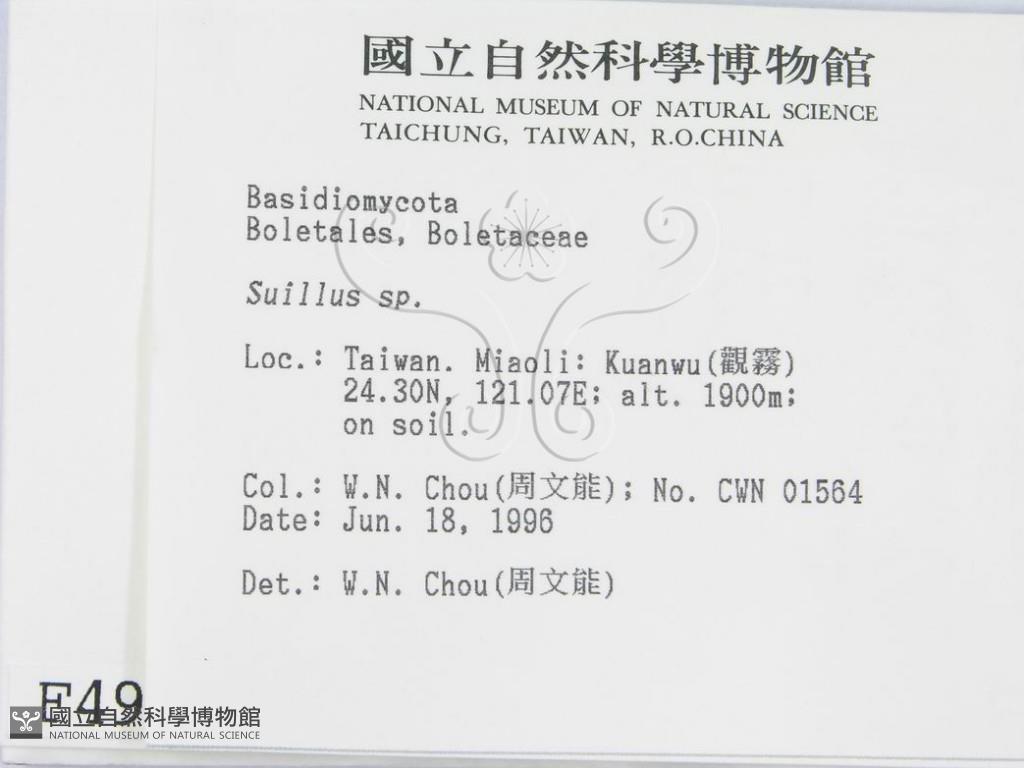 國立自然科學博物館
NATIONAL MUSEUM OF NATURAL SCIENCE
TAICHUNG, TAIWAN, R.O.CHINA
Basidiomycota
Boletales, Boletaceae
Suillus sp.
Loc.: Taiwan. Miaoli: Kuanwu(觀霧)
24.30N, 121.07E; alt. 1900m;
on soil.
Col.: W.N. Chou(周文能); No. CWN 01564
Date: Jun. 18, 1996
Det.: W.N. Chou(周文能)
F49
國立自然科學博物館
NATIONAL MUSEUM OF NATURAL SCIENCE